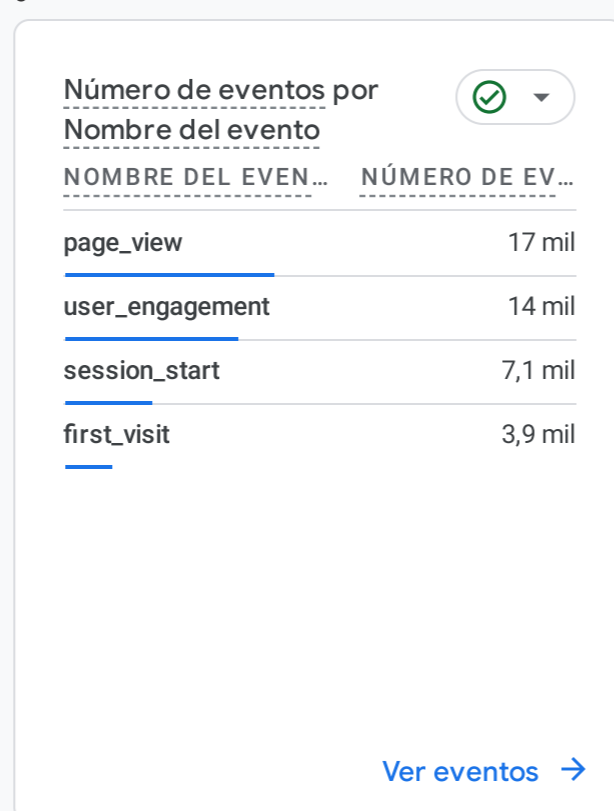 Número de eventos por
Nombre del evento
NOMBRE DEL EVEN… NÚMERO DE EV…
page_view 17 mil
user_engagement 14 mil
session_start 7,1 mil
first_visit 3,9 mil
Ver eventos →